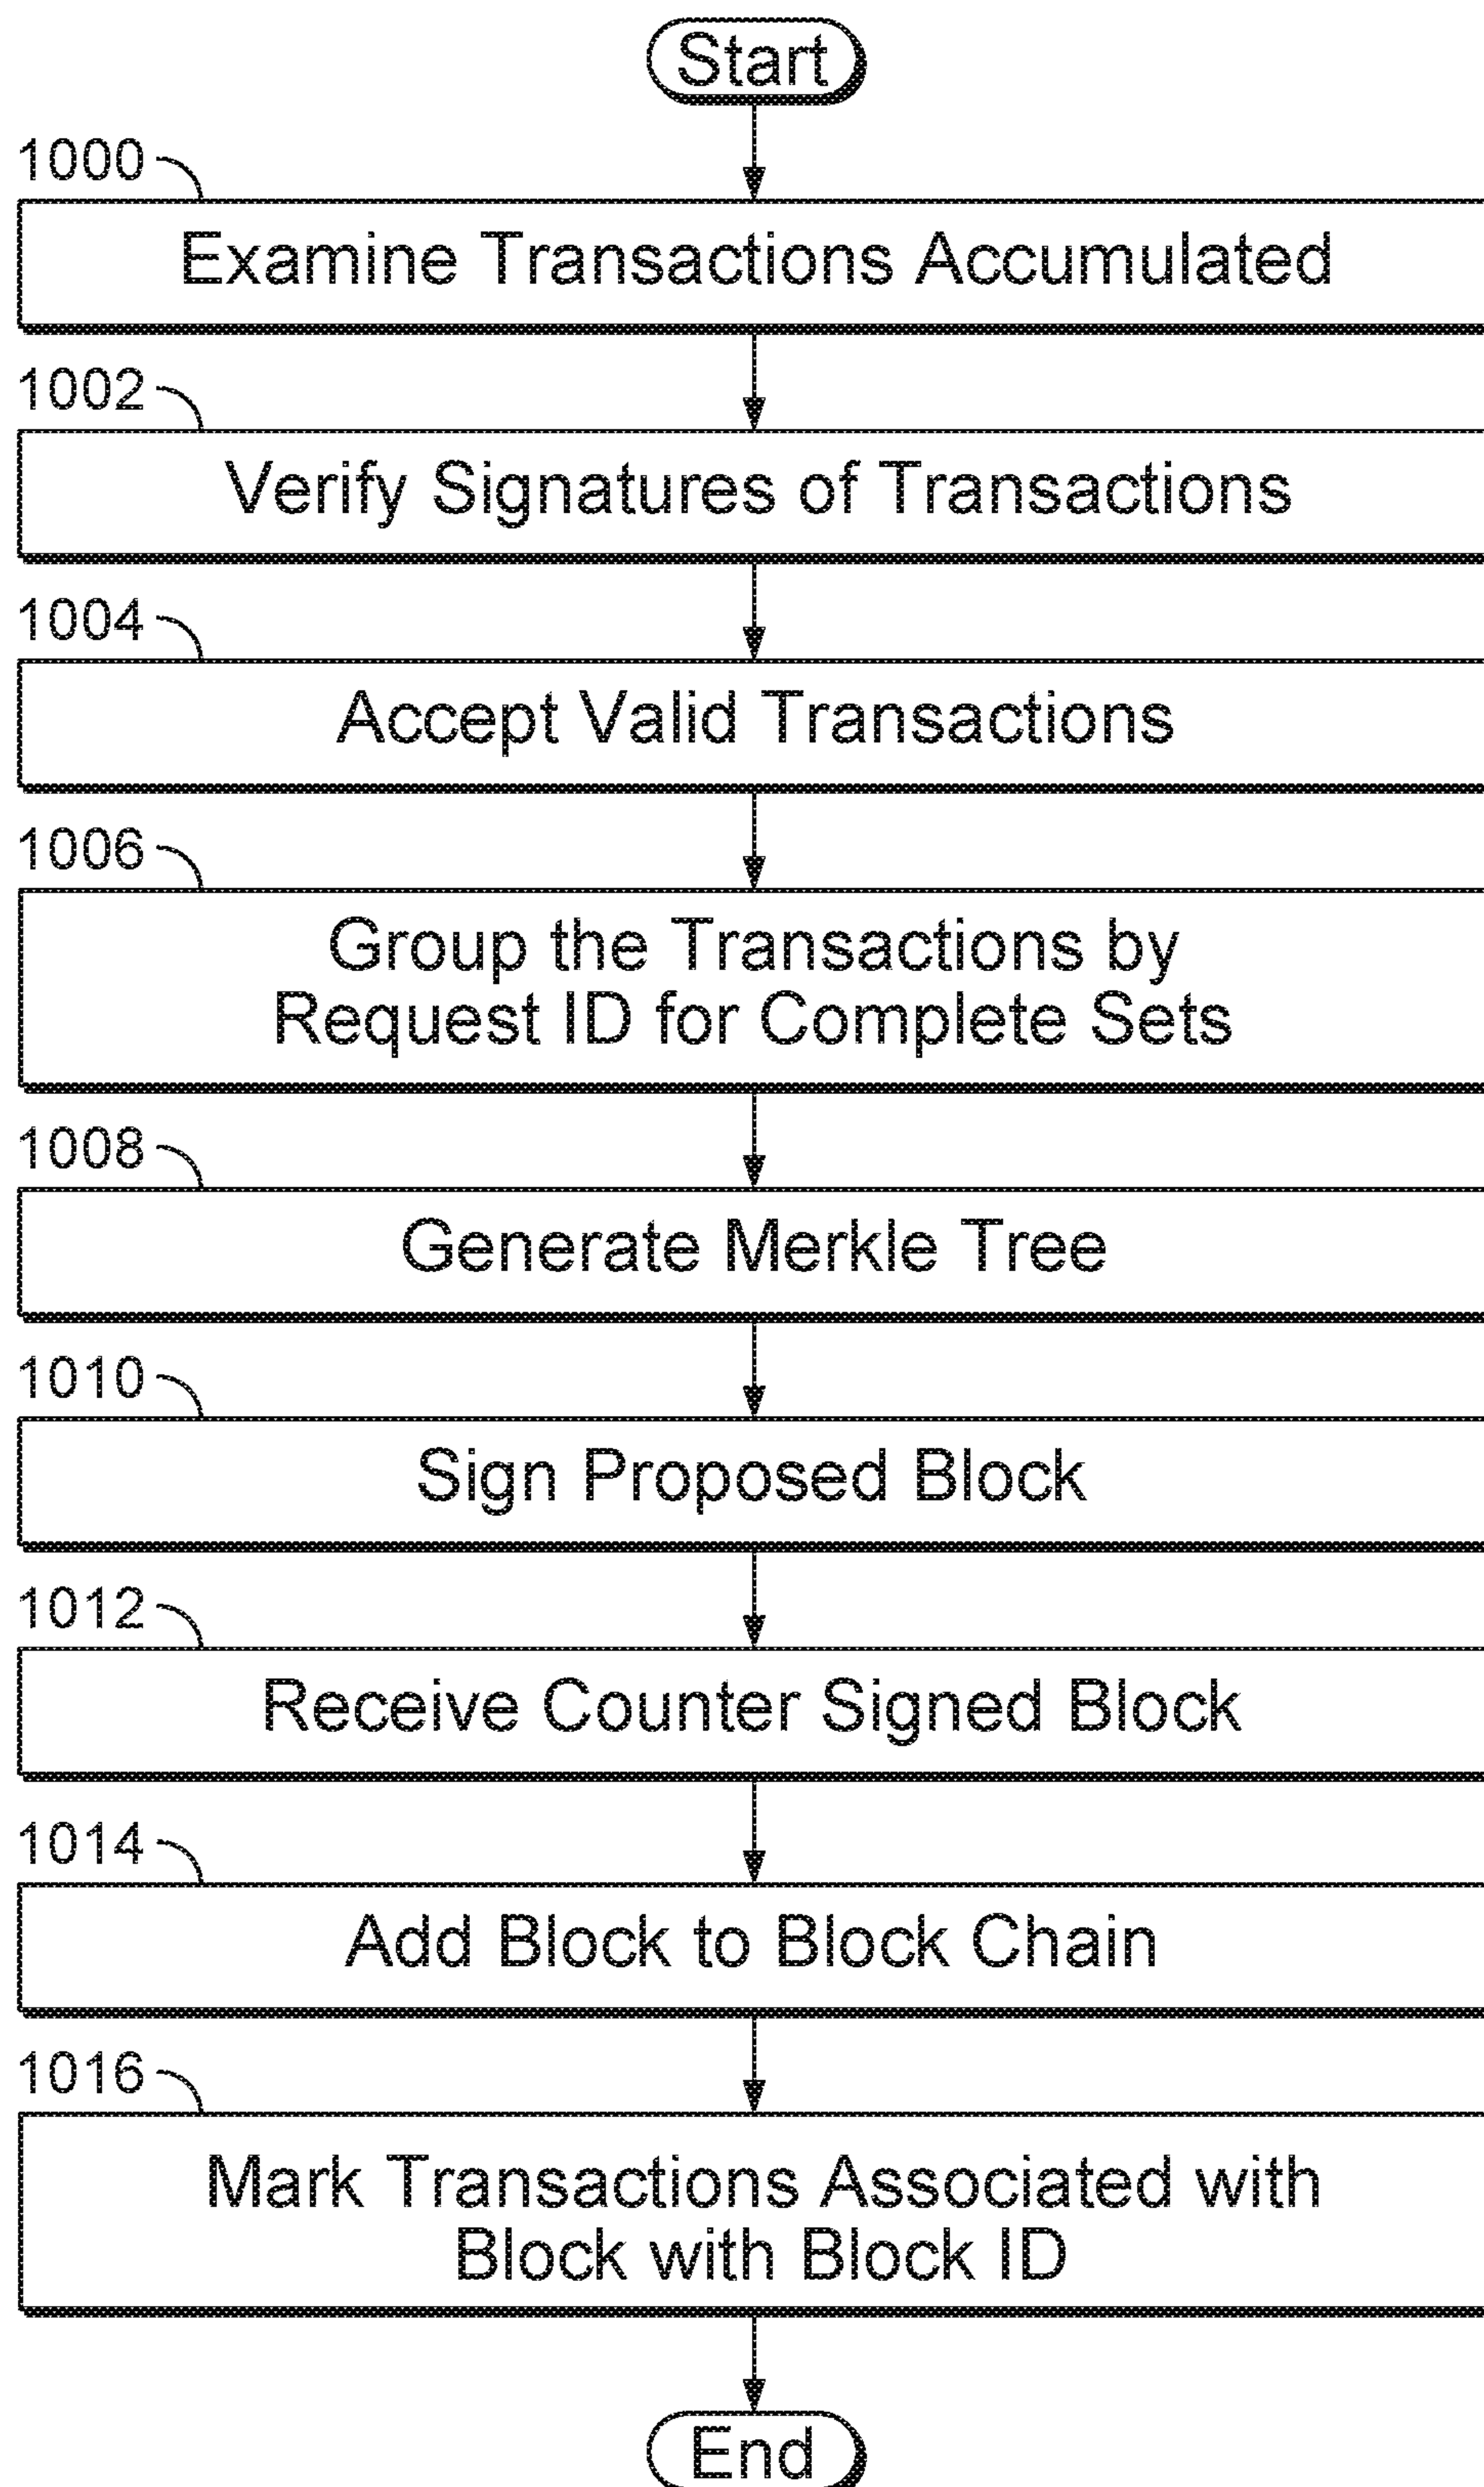 Start
1000
Examine Transactions Accumulated
1002
Verify Signatures of Transactions
1004
Accept Valid Transactions
1006
Group the Transactions by
Request ID for Complete Sets
1008
Generate Merkle Tree
1010
Sign Proposed Block
1012
Receive Counter Signed Block
1014
Add Block to Block Chain
1016
Mark Transactions Associated with
Block with Block ID
End